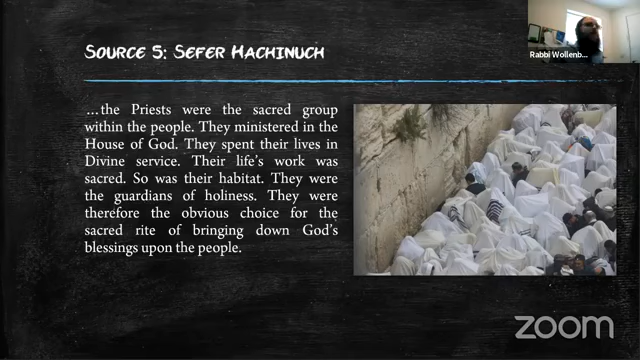 Source 5: Sefer Hachinuch
Rabbi Wollenb...
...the Priests were the sacred group
within the people. They ministered in the
House of God. They spent their lives in
Divine service. Their life's work was
sacred. So was their habitat. They were
the guardians of holiness. They were
therefore the obvious choice for the
sacred rite of bringing down God's
blessings upon the people.
zoom